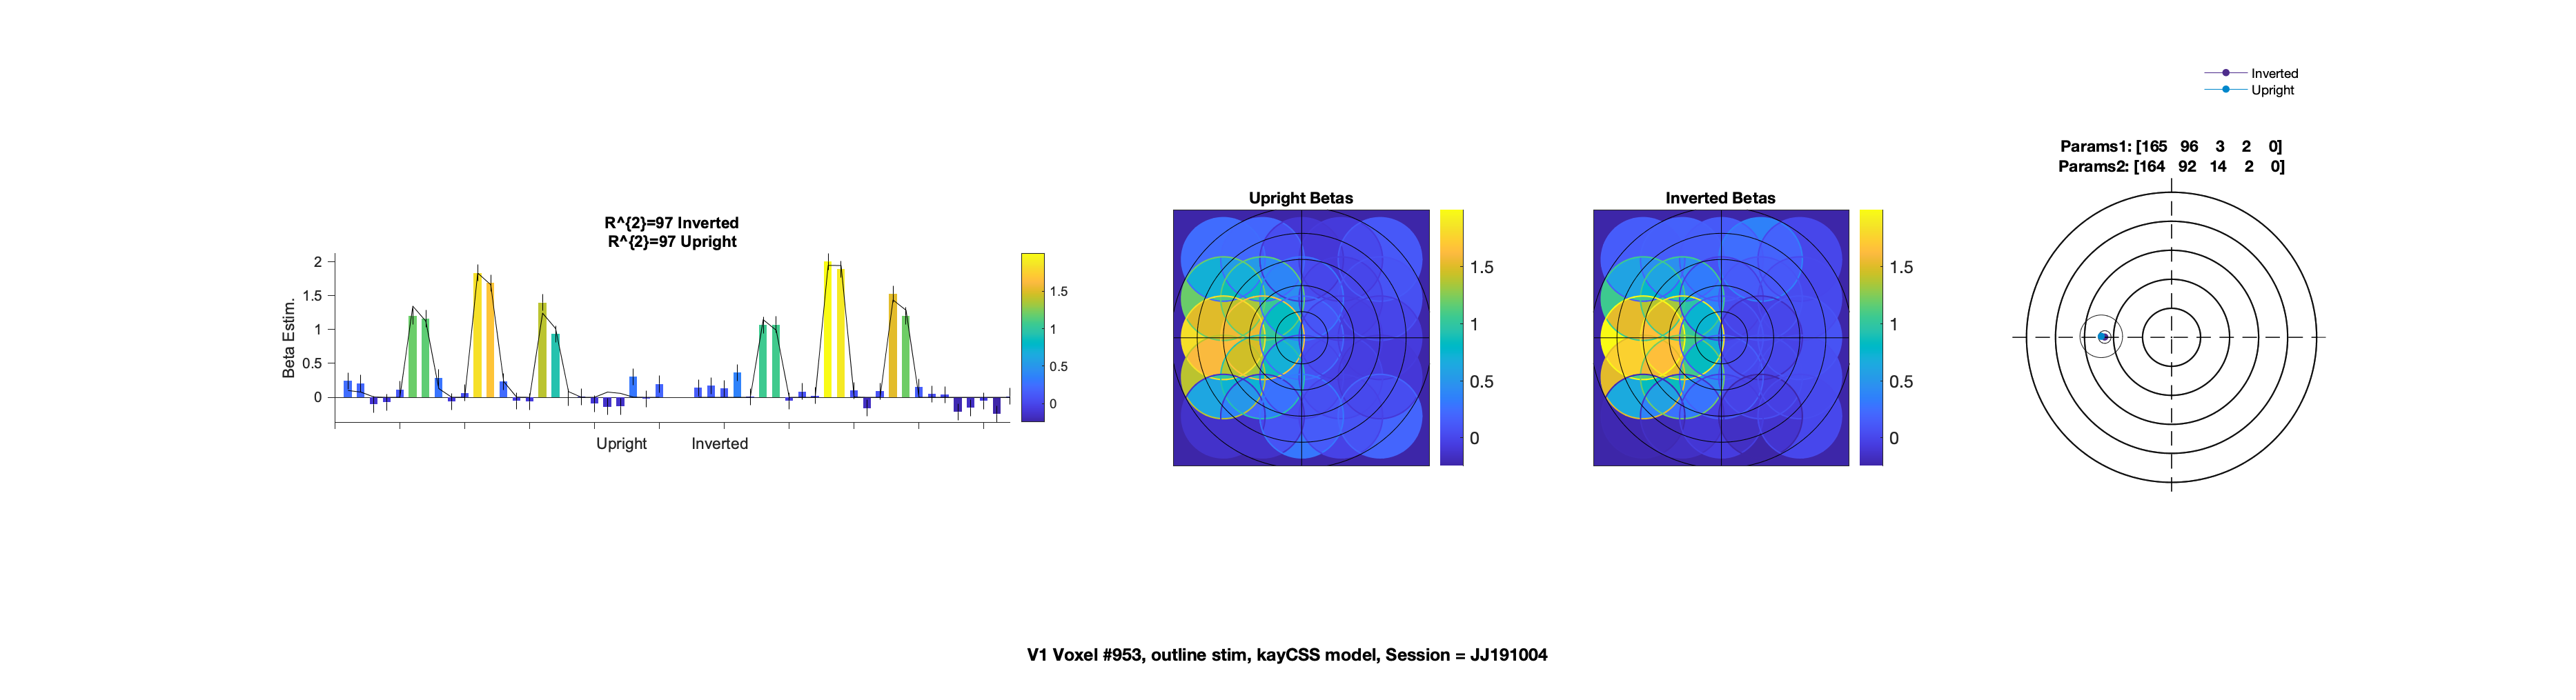 Inverted
Upright
Params1: [165 96 3 2 0]
Params2: [164 92 14 2 0]
R^{2}=97 Inverted
R^{2}=97 Upright
Beta Estim.
2
1.5
1
0.5
0
Upright
Inverted
1.5
1
0.5
0
Upright Betas
1.5
1
0.5
0
Inverted Betas
1.5
1
0.5
0
V1 Voxel #953, outline stim, kayCSS model, Session = JJ191004